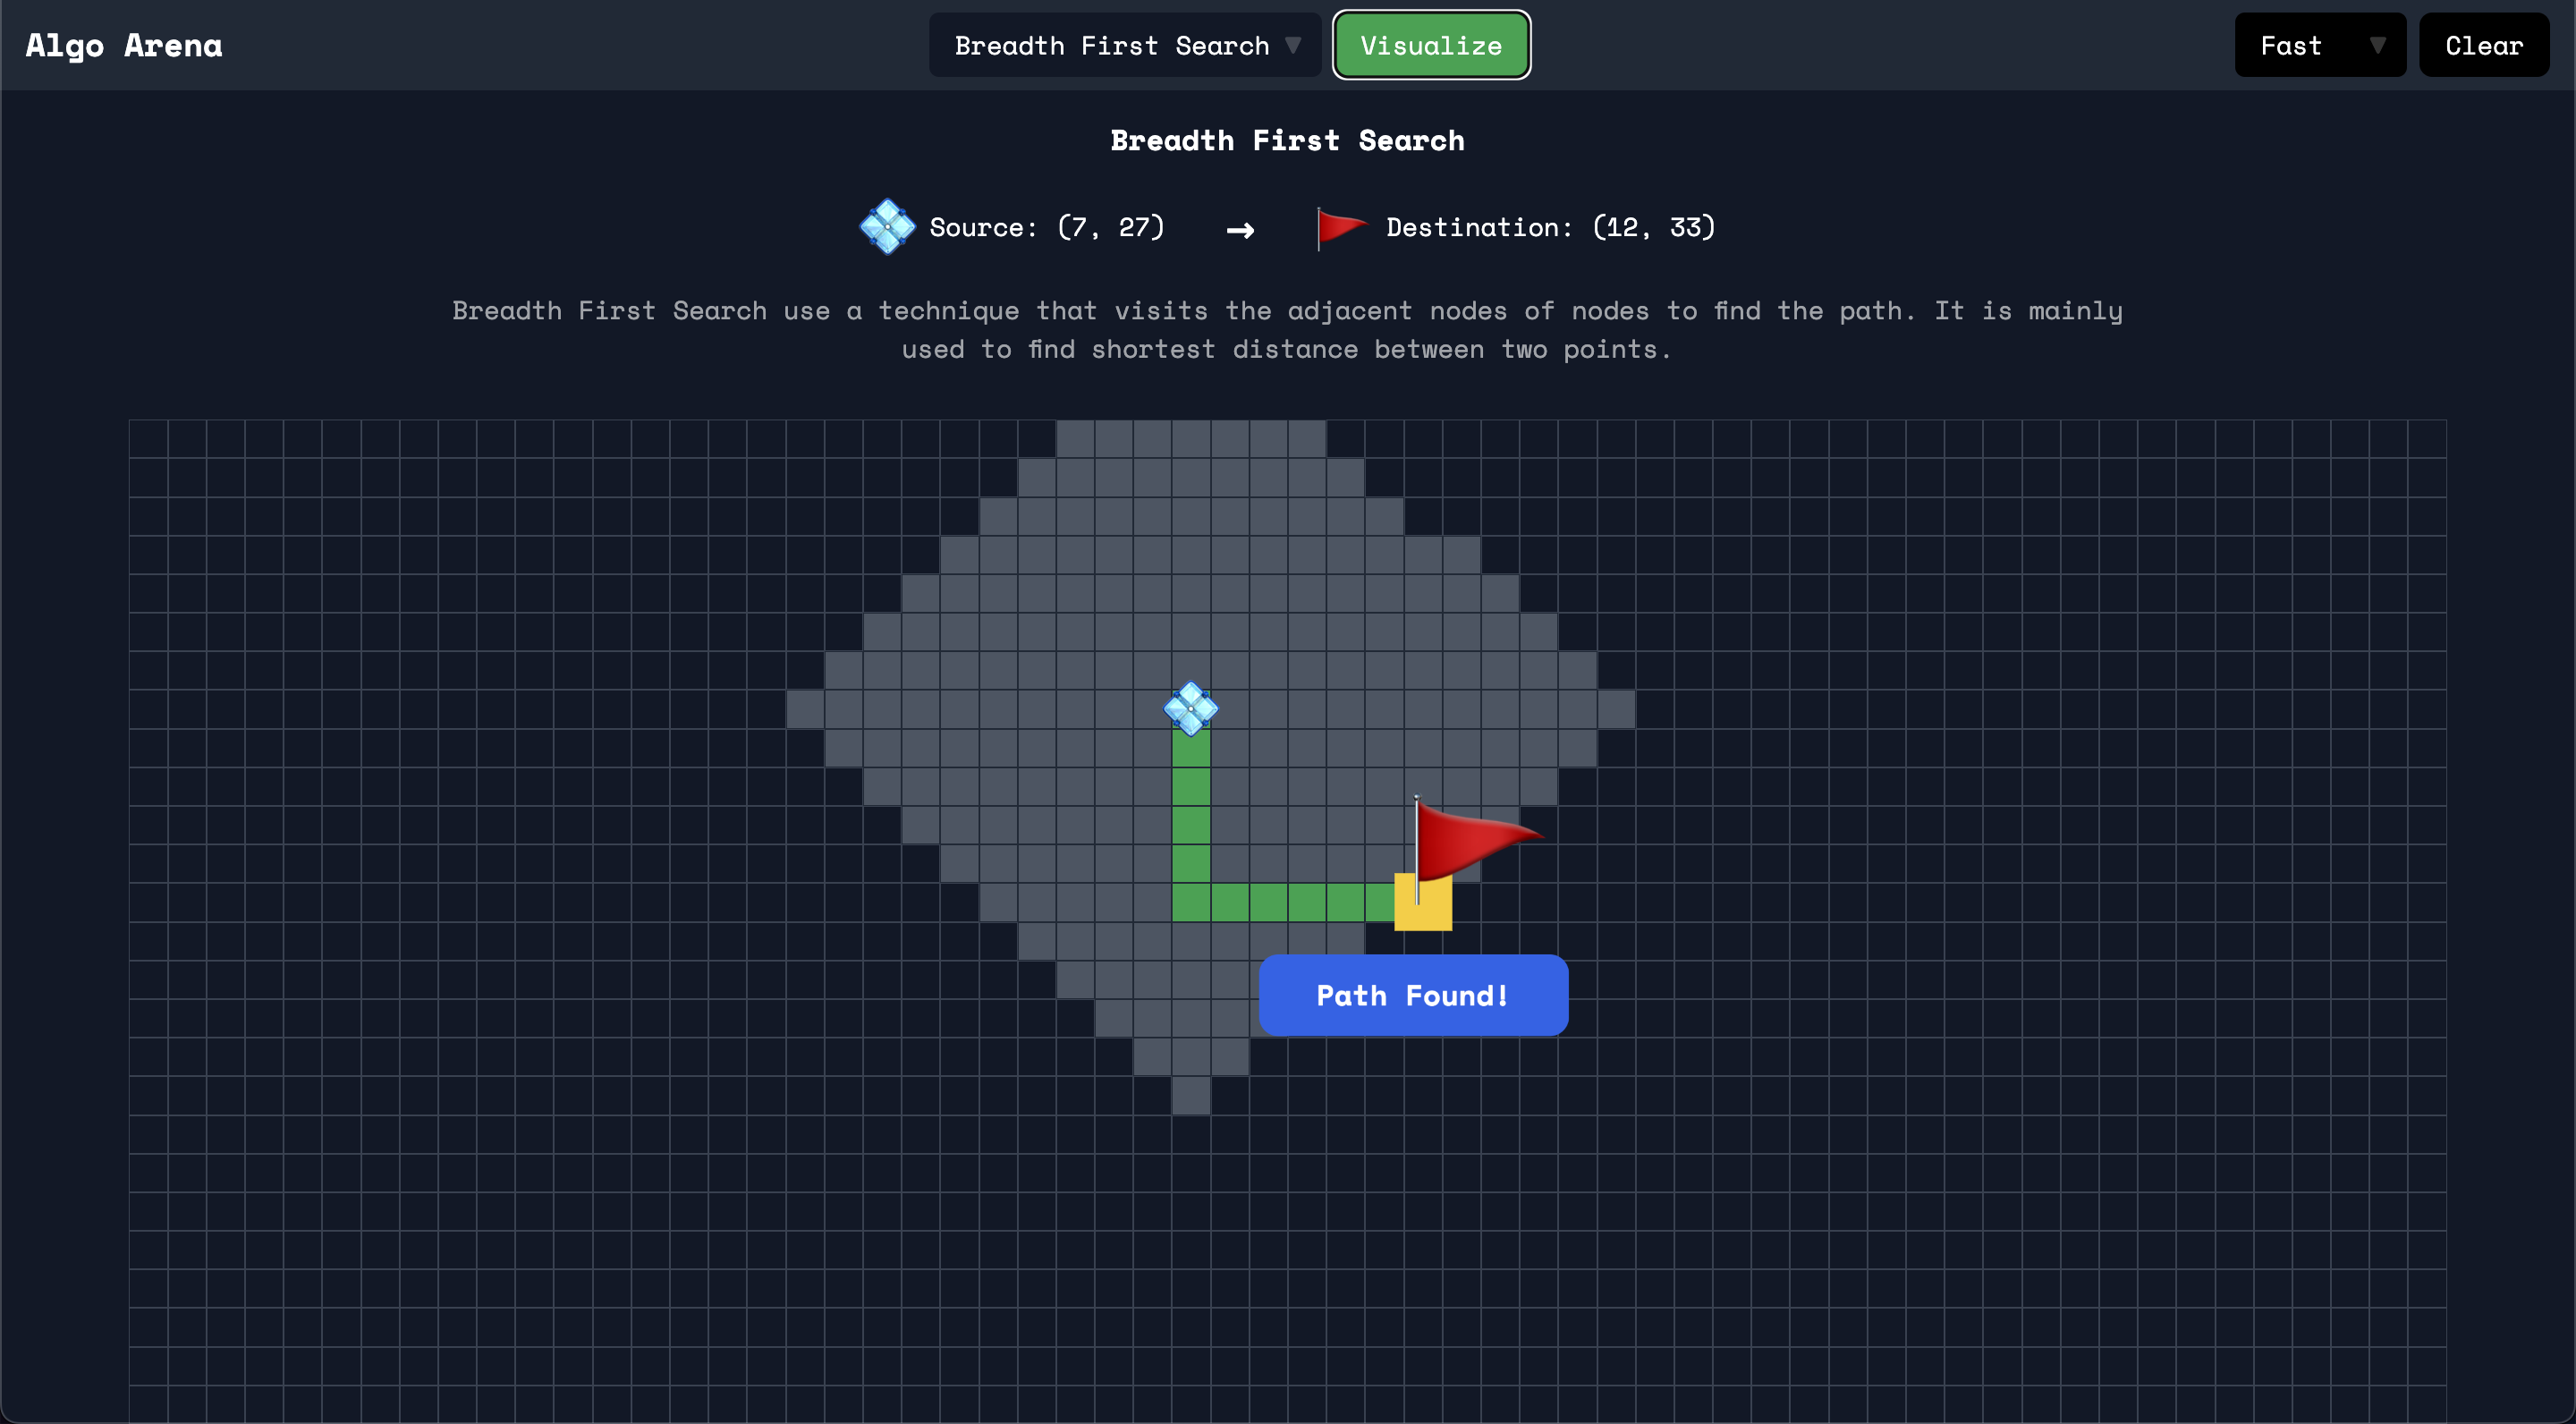 Algo Arena
Breadth First Search
Visualize
Fast
Clear
Breadth First Search
Source: (7, 27) → Destination: (12, 33)
Breadth First Search use a technique that visits the adjacent nodes of nodes to find the path. It is mainly
used to find shortest distance between two points.
Path Found!